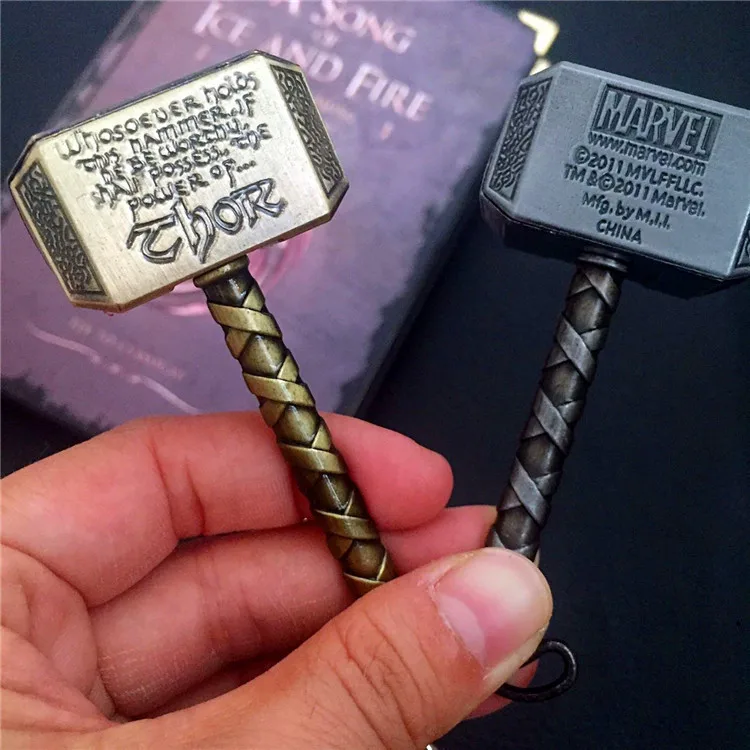 A SONG
OF
ICE AND FIRE
Whosoever holds
this hammer, if
he be worthy,
shall possess the
power of...
Thor
MARVEL
www.marvel.com
©2011 MVLFFLLC.
TM & ©2011 Marvel.
Mfg. by M.I.I.
CHINA